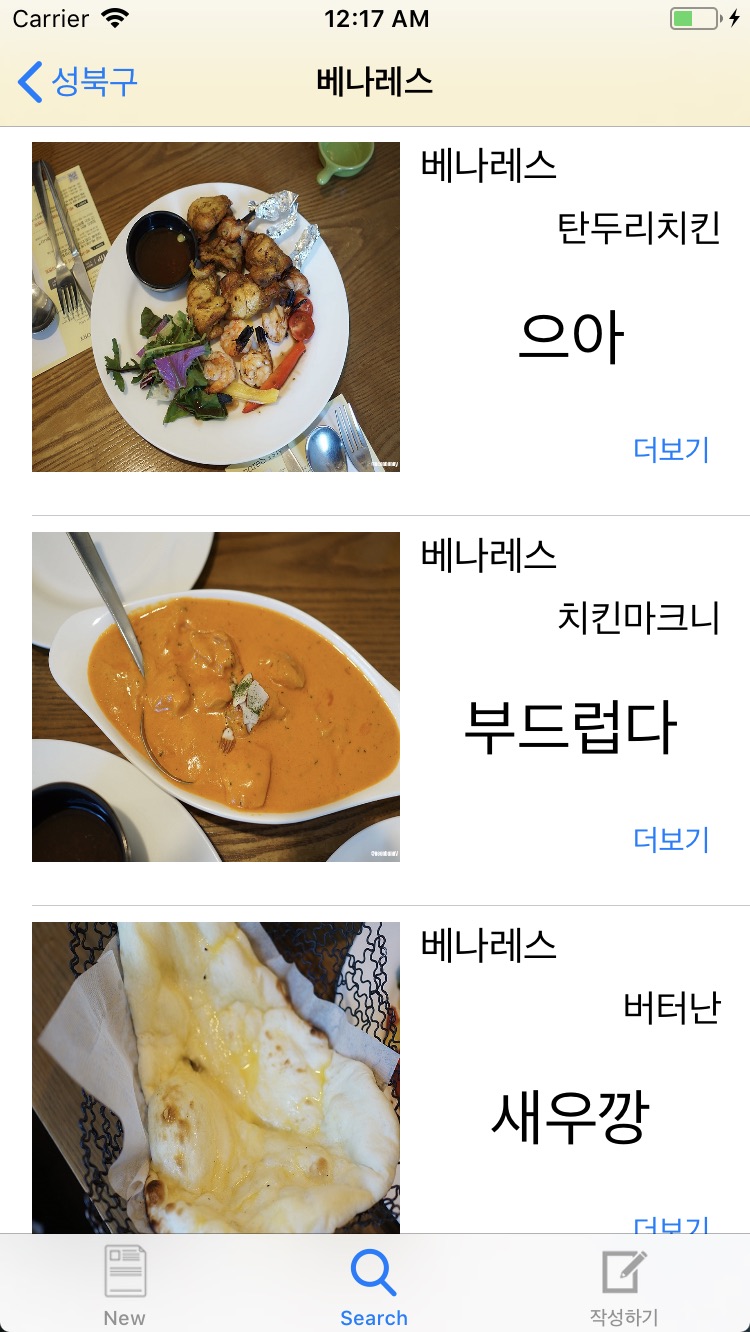 Carrier
12:17 AM
성북구
베나레스
베나레스
탄두리치킨
으아
더보기
베나레스
치킨마크니
부드럽다
더보기
베나레스
버터난
새우깡
더보기
New
Search
작성하기